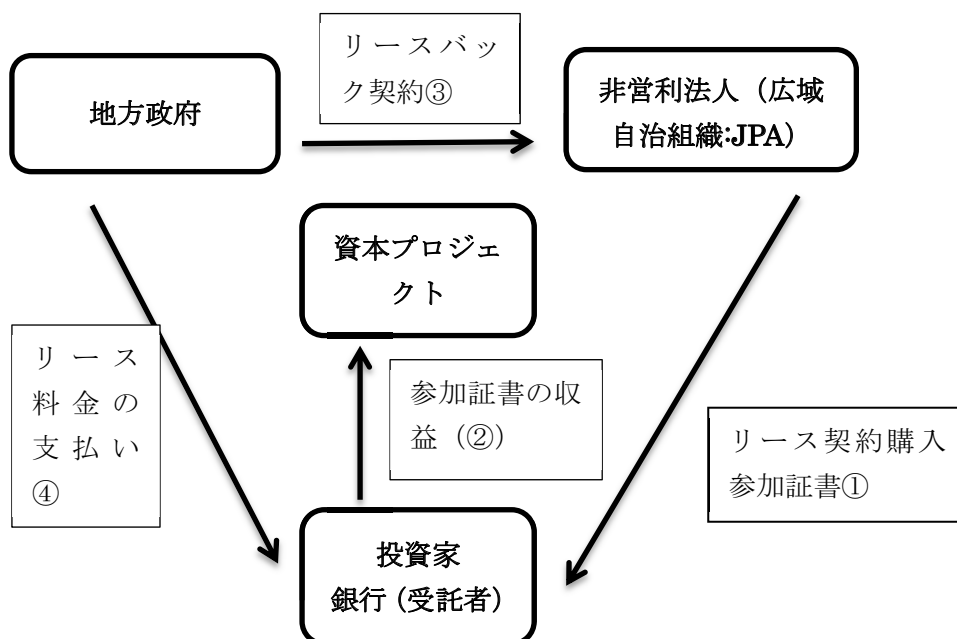 リースバッ
ク契約③
地方政府
非営利法人（広域
自治組織:JPA）
資本プロジェ
クト
リース
料金の
支払い
④
参加証書の収
益（②）
リース契約購入
参加証書①
投資家
銀行（受託者）